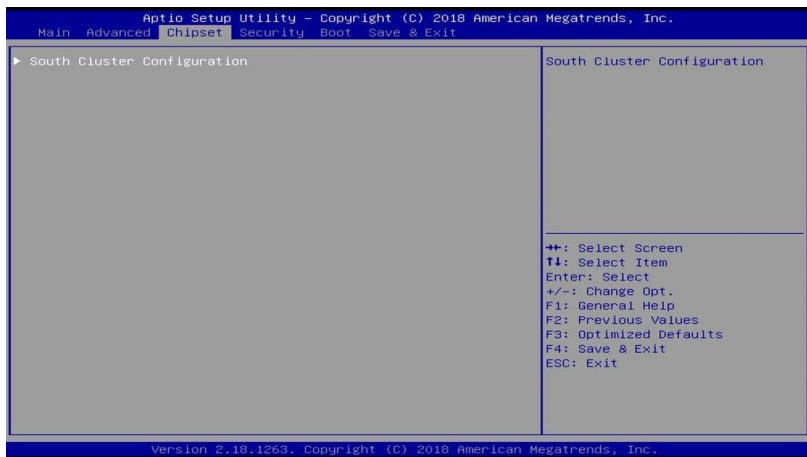 Aptio Setup Utility – Copyright (C) 2018 American Megatrends, Inc.
Main Advanced Chipset Security Boot Save & Exit
► South Cluster Configuration
South Cluster Configuration
→←: Select Screen
↑↓: Select Item
Enter: Select
+/-: Change Opt.
F1: General Help
F2: Previous Values
F3: Optimized Defaults
F4: Save & Exit
ESC: Exit
Version 2.18.1263. Copyright (C) 2018 American Megatrends, Inc.